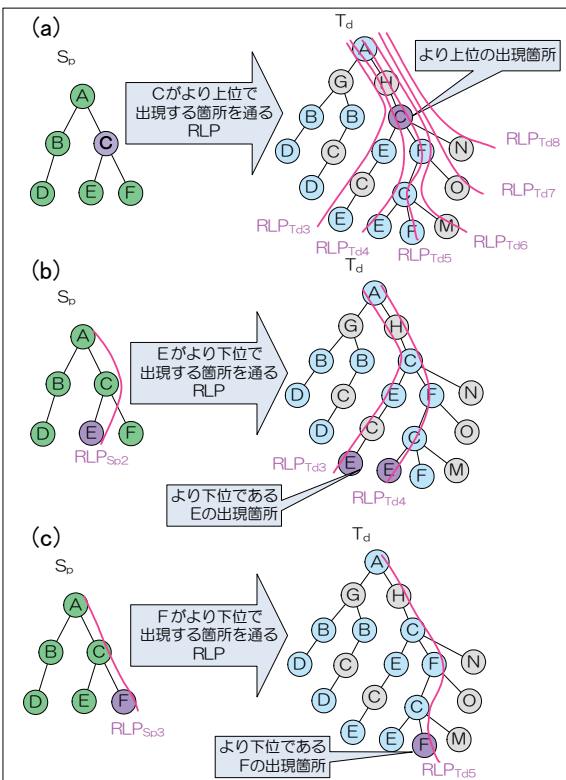 (a)
Sp
Td
A
B
C
D
E
F
Cがより上位で
出現する箇所を通る
RLP
より上位の出現箇所
A
G
H
B
B
C
D
C
E
F
N
D
C
C
O
E
E
F
M
RLPTd3
RLPTd4
RLPTd5
RLPTd6
RLPTd7
RLPTd8
(b)
Sp
Td
A
B
C
D
E
F
RLPSp2
Eがより下位で
出現する箇所を通る
RLP
A
G
H
B
B
C
D
C
E
F
N
D
C
C
O
E
E
F
M
RLPTd3
RLPTd4
より下位である
Eの出現箇所
(c)
Sp
Td
A
B
C
D
E
F
RLPSp3
Fがより下位で
出現する箇所を通る
RLP
A
G
H
B
B
C
D
C
E
F
N
D
C
C
O
E
E
F
M
より下位である
Fの出現箇所
RLPTd5